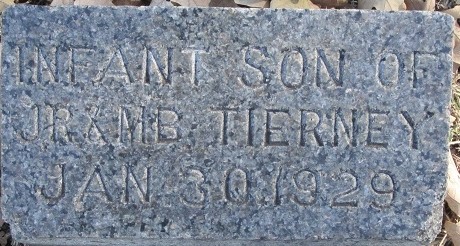 INFANT SON OF
JR & MB TIERNEY
JAN 30, 1929